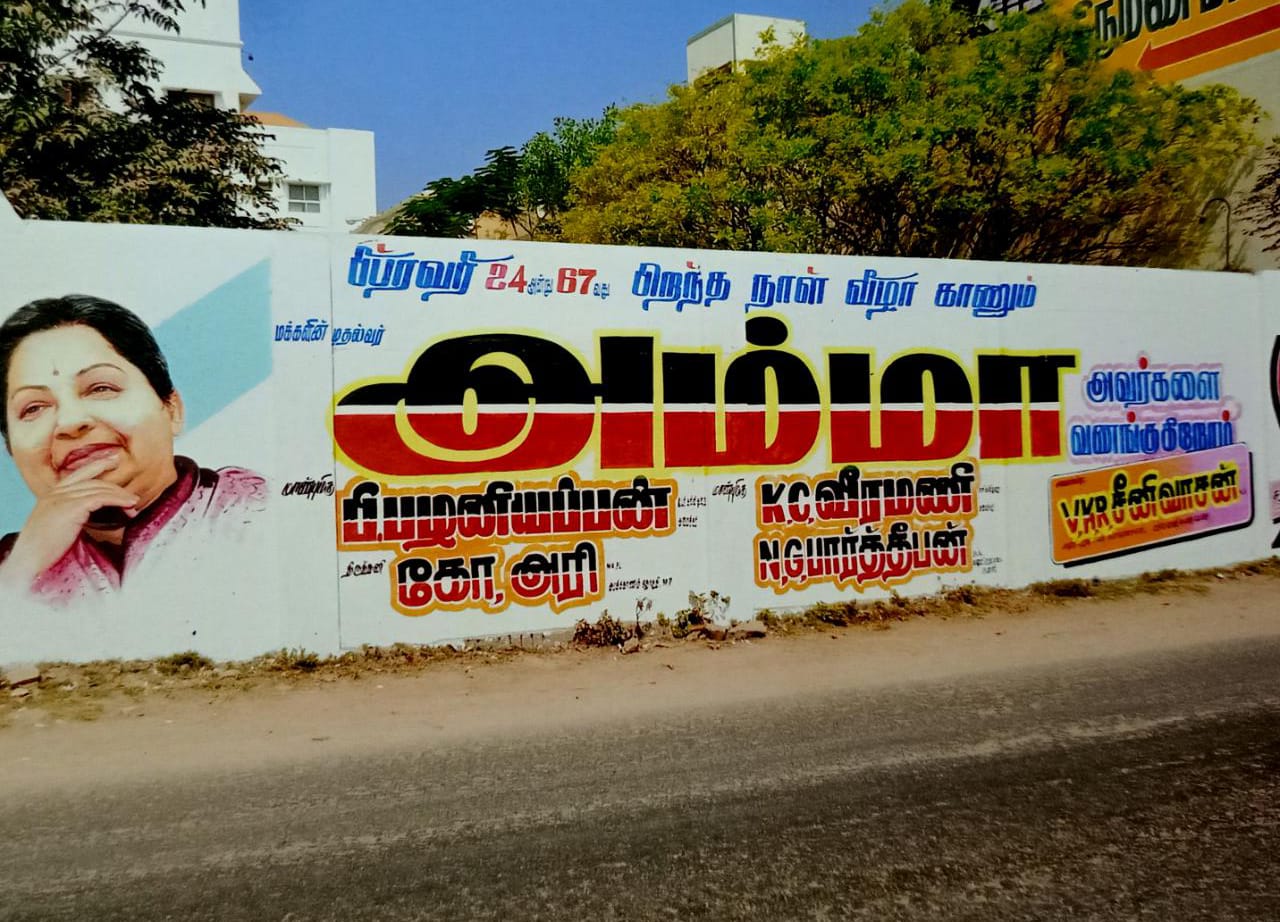 பிப்ரவரி 24 அன்று 67 வது பிறந்த நாள் விழா காணும்
மக்களின் முதல்வர்
அம்மா
அவர்களை
வணங்குகிறோம்
மாண்புமிகு பி.பழனியப்பன்
மாண்புமிகு K.C.வீரமணி
திருத்தணி கோ, அரி
N.G.பார்த்தீபன்
V.K.R சீனிவாசன்